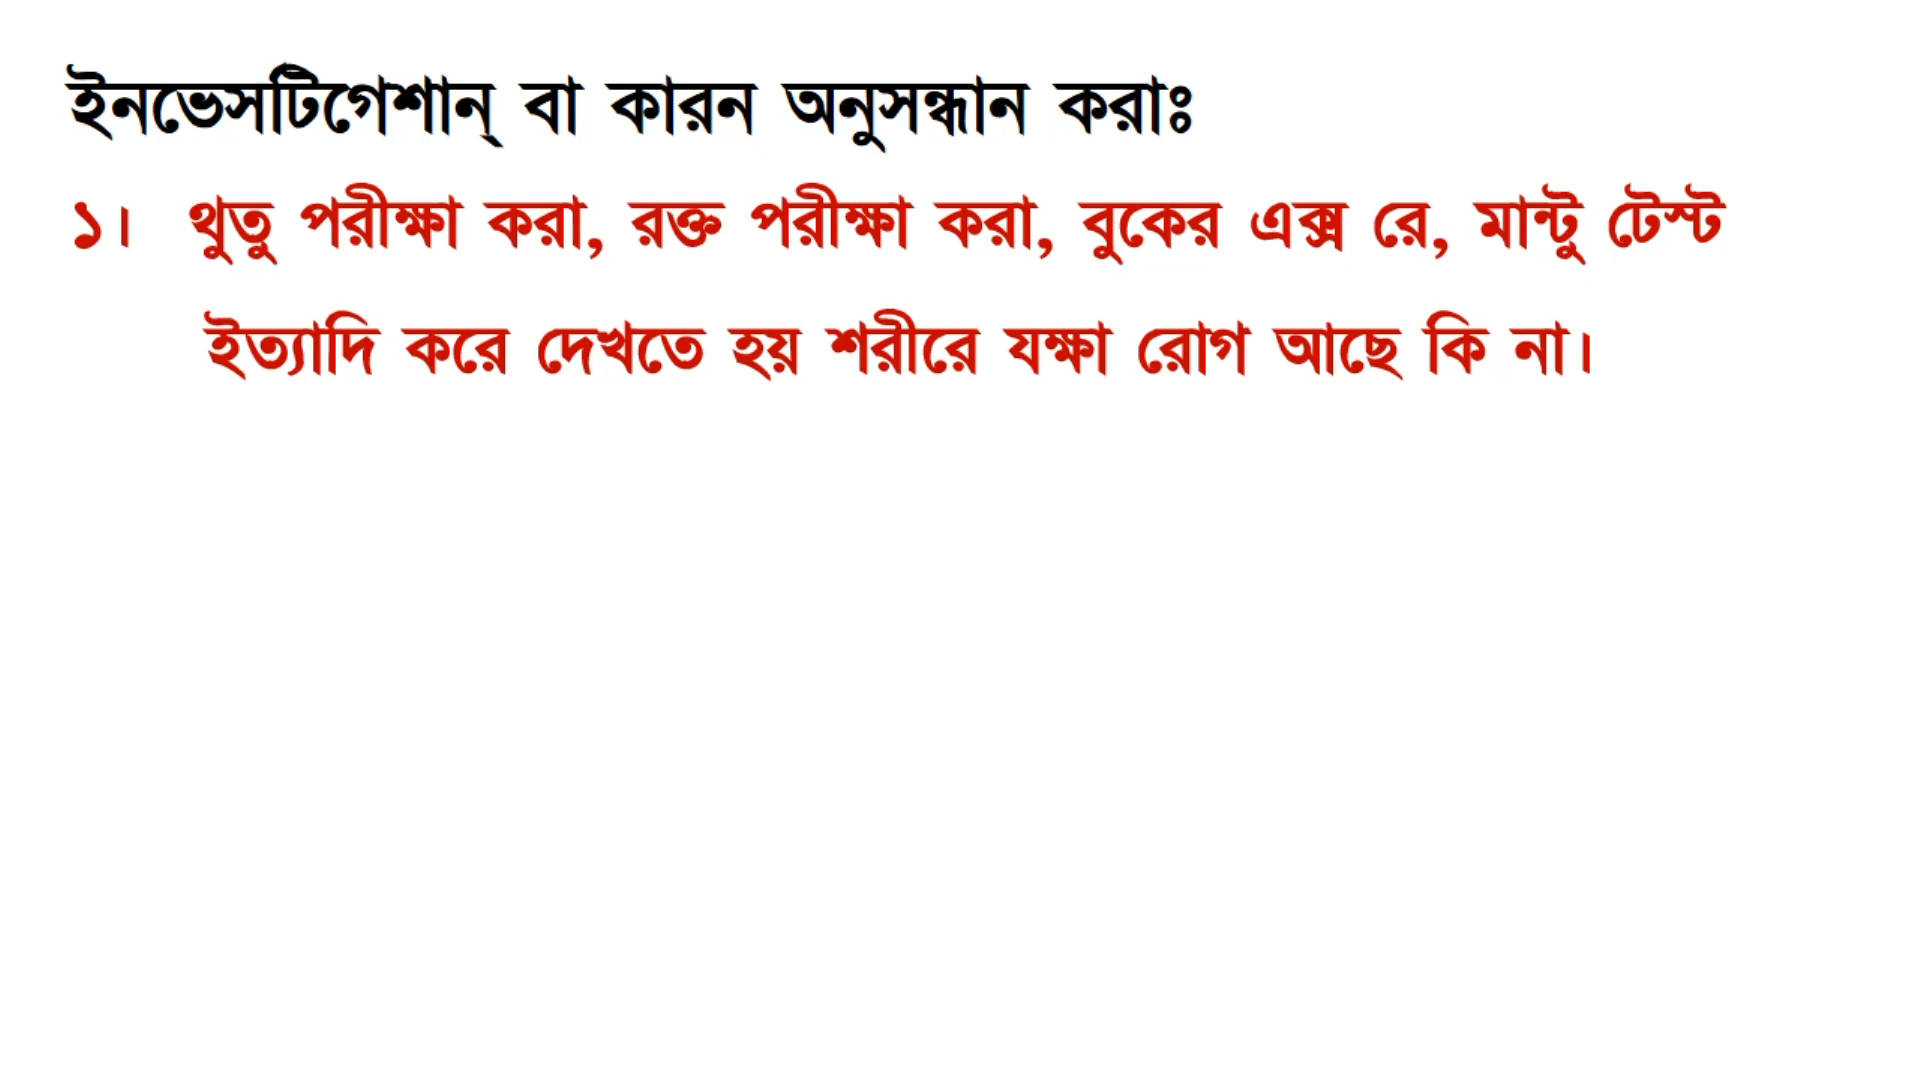 ইনভেসটিগেশান্ বা কারন অনুসন্ধান করাঃ
১। থুতু পরীক্ষা করা, রক্ত পরীক্ষা করা, বুকের এক্স রে, মান্টু টেস্ট
ইত্যাদি করে দেখতে হয় শরীরে যক্ষা রোগ আছে কি না।